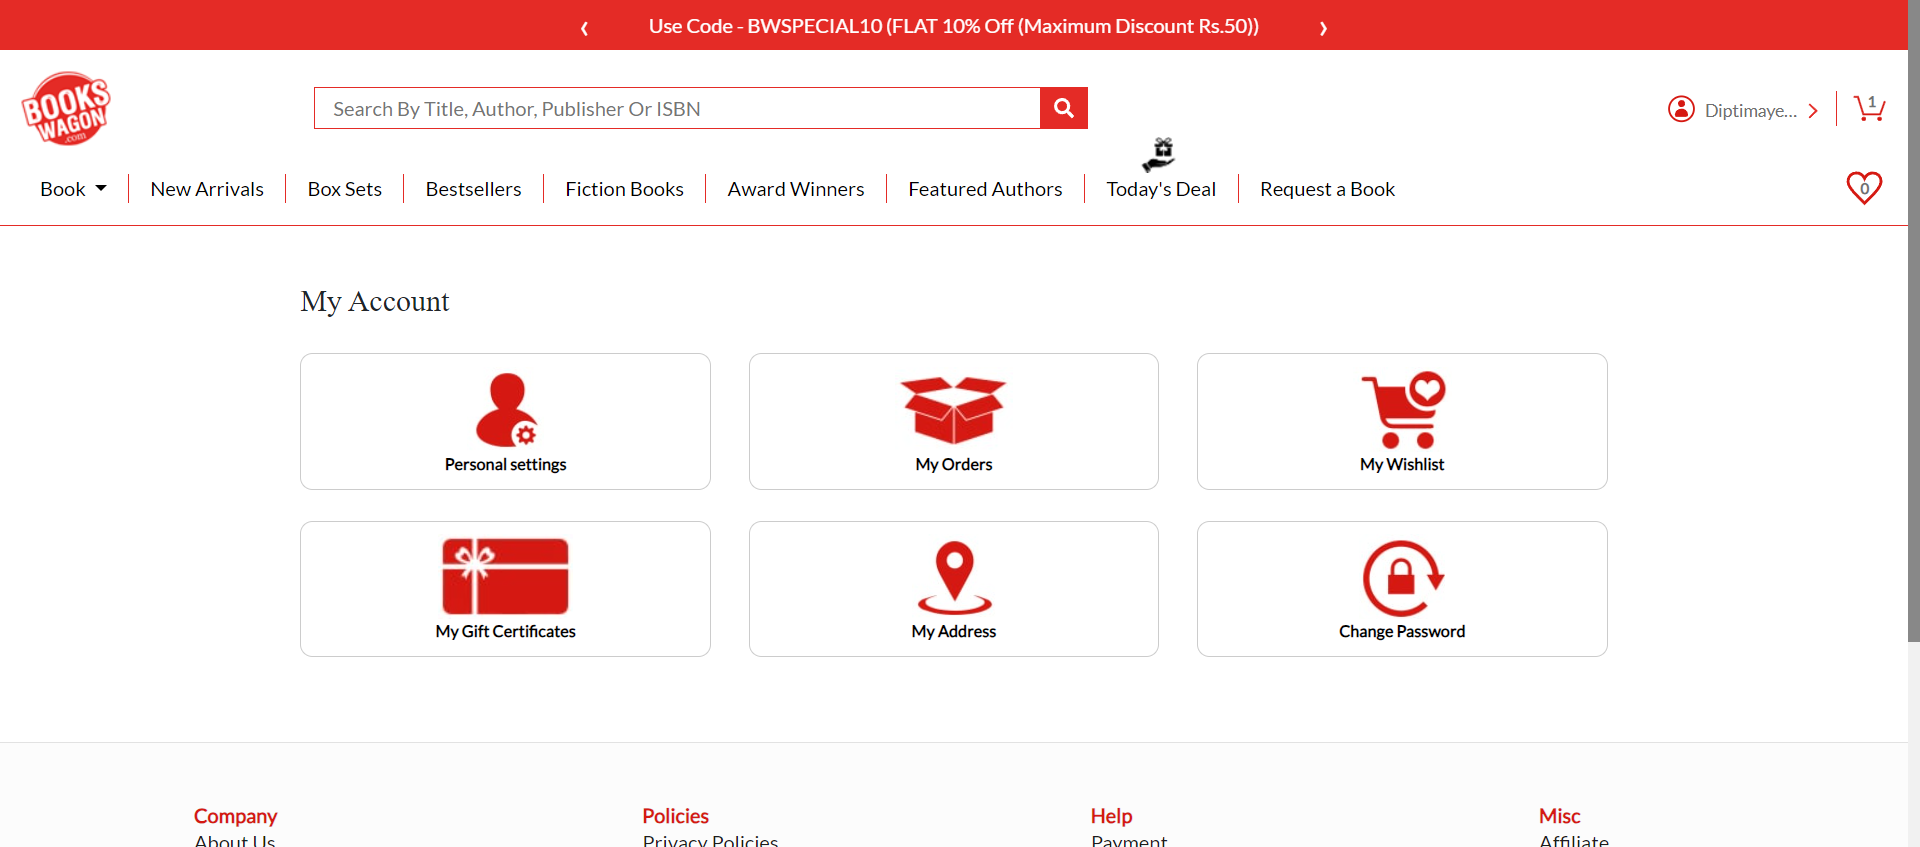 ‹ Use Code - BWSPECIAL10 (FLAT 10% Off (Maximum Discount Rs.50)) ›
BOOKS
WAGON
.com
Search By Title, Author, Publisher Or ISBN
Diptimaye...
1
Book
New Arrivals
Box Sets
Bestsellers
Fiction Books
Award Winners
Featured Authors
Today's Deal
Request a Book
0
My Account
Personal settings
My Orders
My Wishlist
My Gift Certificates
My Address
Change Password
Company
Policies
Help
Misc
About Us
Privacy Policies
Payment
Affiliate